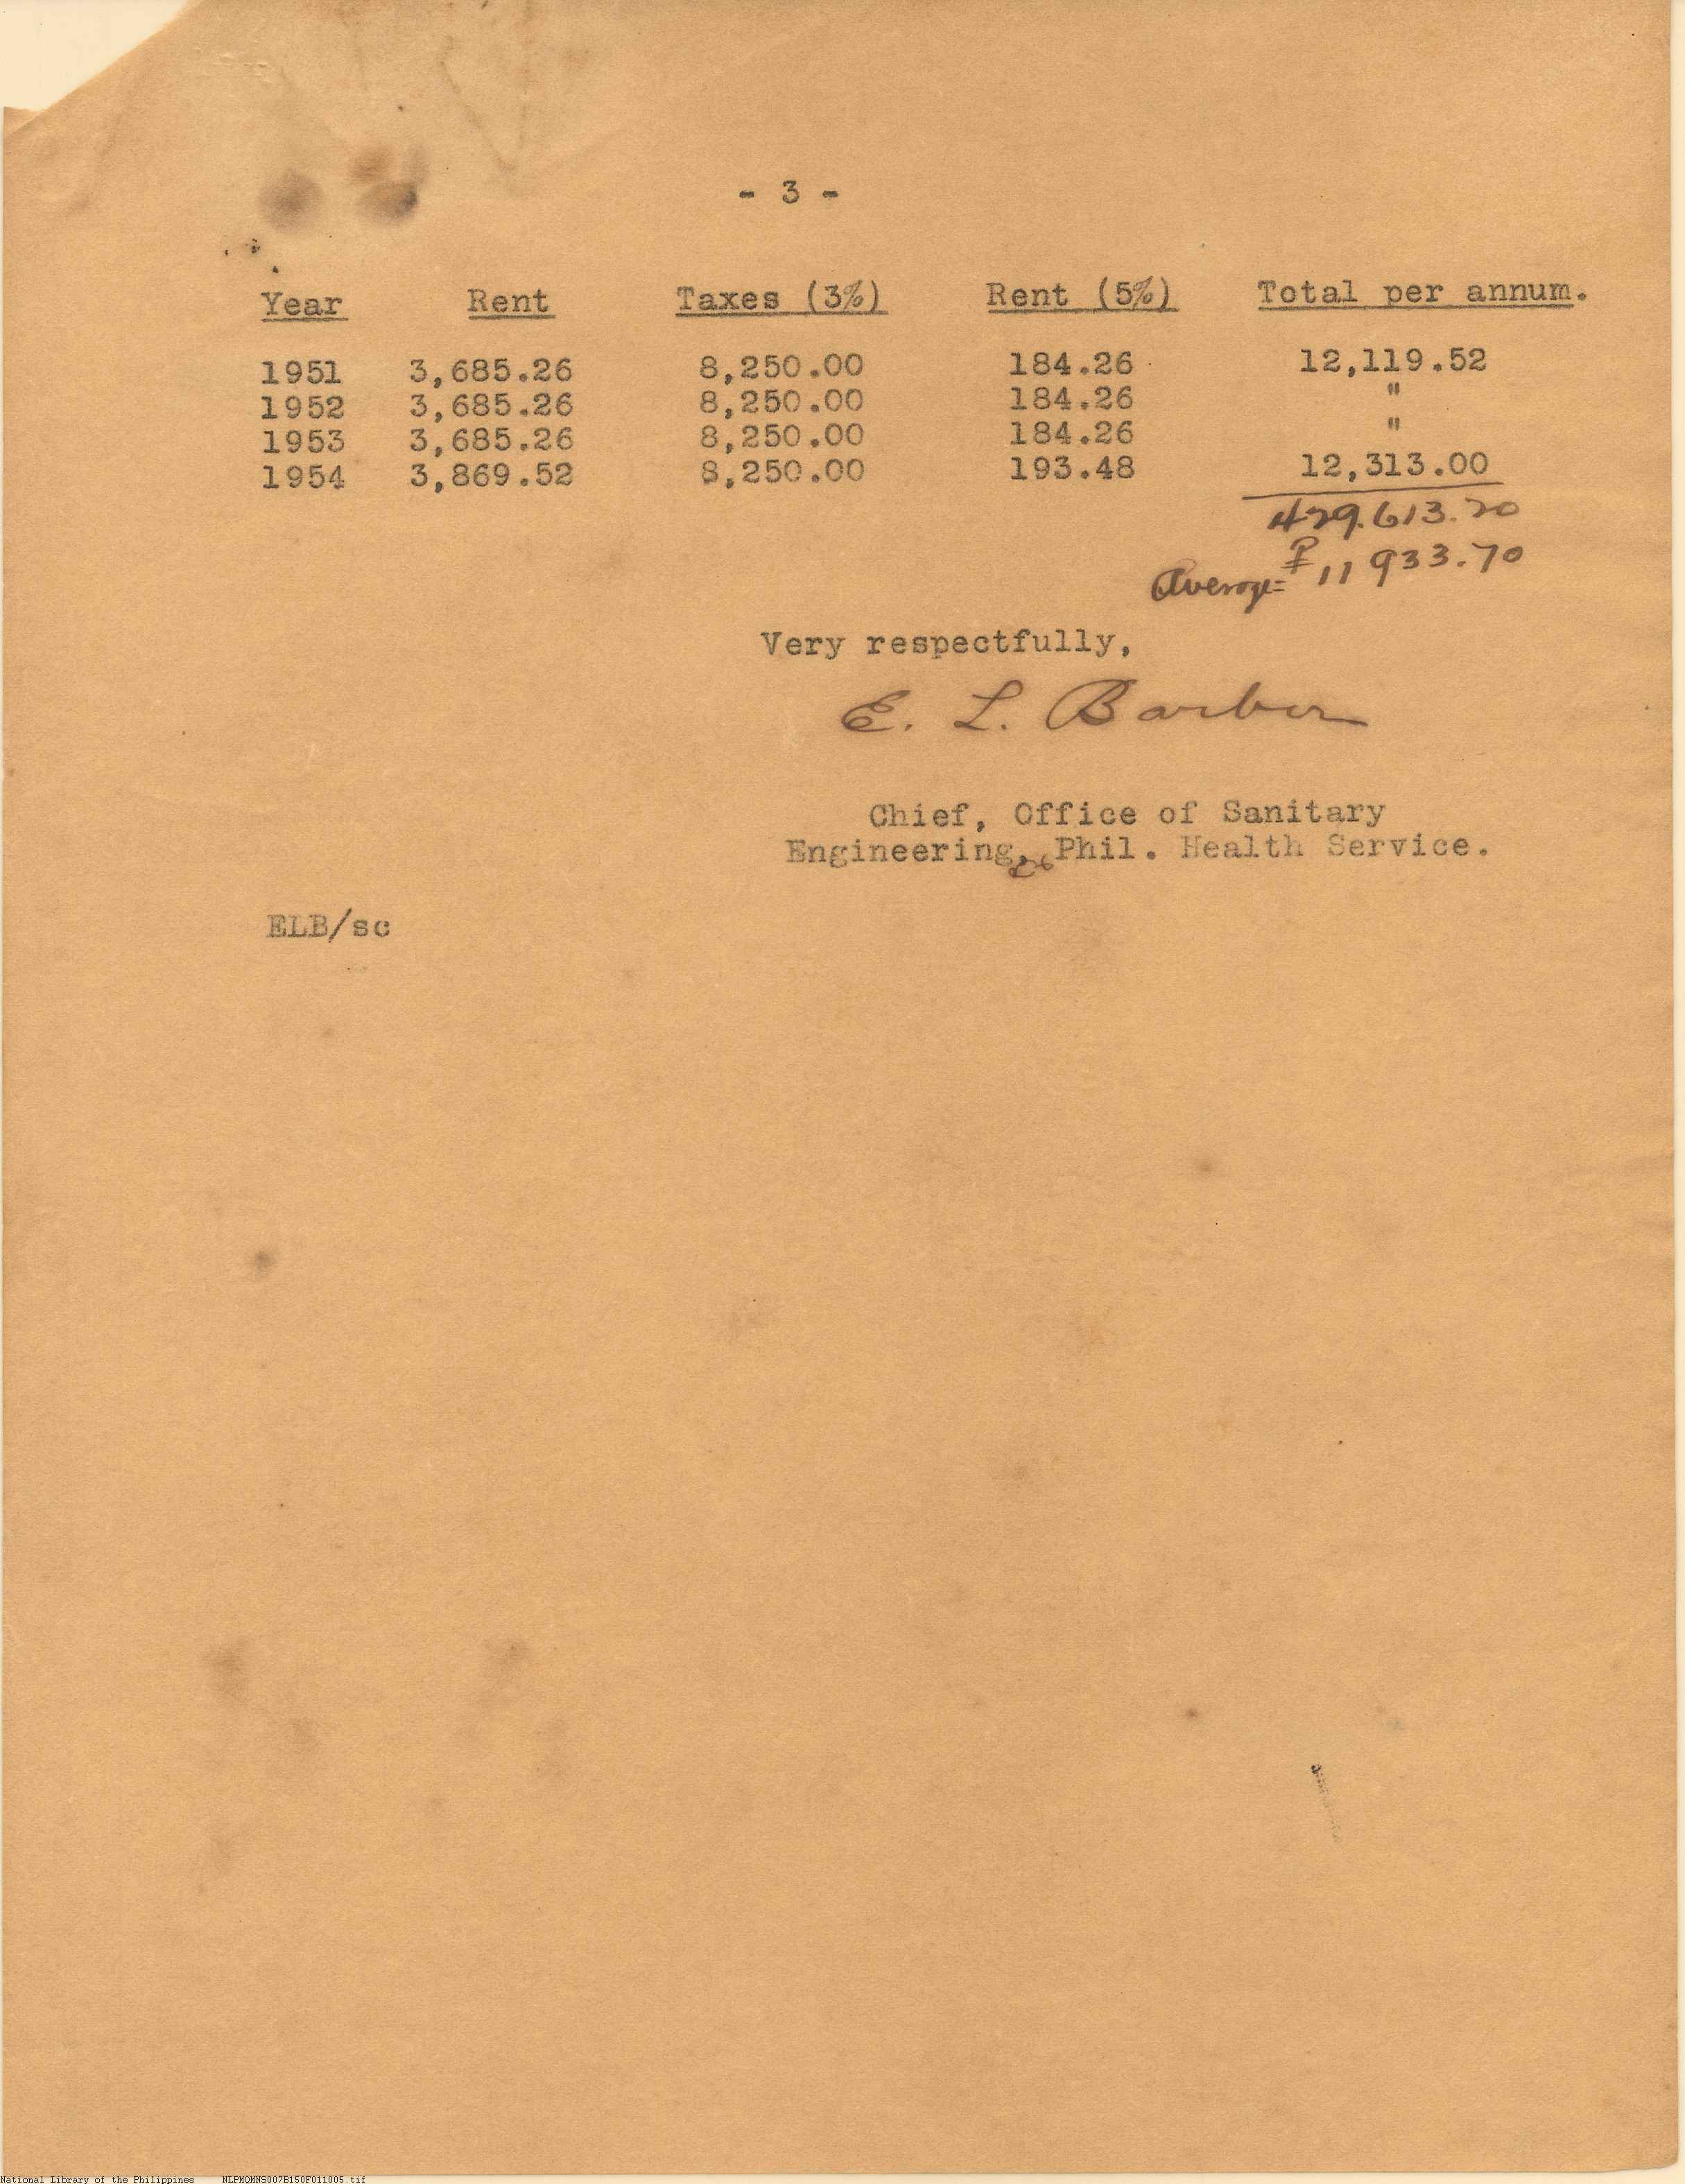 - 3 -
Year Rent Taxes (3%) Rent (5%) Total per annum.
1951 3,685.26 8,250.00 184.26 12,119.52
1952 3,685.26 8,250.00 184.26 "
1953 3,685.26 8,250.00 184.26 "
1954 3,869.52 8,250.00 193.48 12,313.00
429.613.20
Average= ₱11 933.70
Very respectfully,
E. L. Barber
Chief, Office of Sanitary
Engineering, Phil. Health Service.
ELB/sc
National Library of the Philippines NLPMQMNS007B150F011005.tif